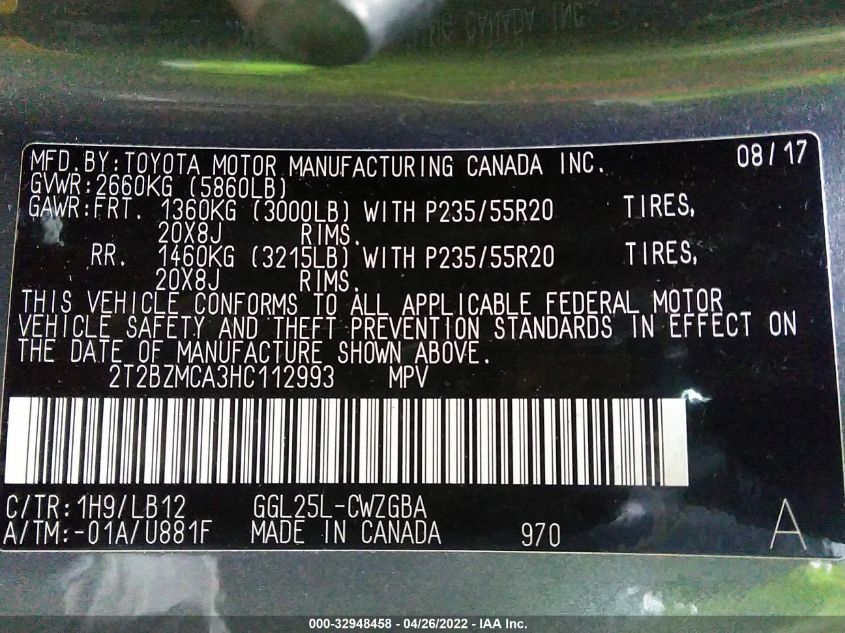 MFD.BY:TOYOTA MOTOR MANUFACTURING CANADA INC. 08/17
GVWR:2660KG (5860LB)
GAWR:FRT. 1360KG (3000LB) WITH P235/55R20 TIRES,
20X8J RIMS.
RR. 1460KG (3215LB) WITH P235/55R20 TIRES,
20X8J RIMS.
THIS VEHICLE CONFORMS TO ALL APPLICABLE FEDERAL MOTOR
VEHICLE SAFETY AND THEFT PREVENTION STANDARDS IN EFFECT ON
THE DATE OF MANUFACTURE SHOWN ABOVE.
2T2BZMCA3HC112993 MPV
C/TR:1H9/LB12 GGL25L-CWZGBA
A/TM:-01A/U881F MADE IN CANADA 970 A
000-32948458 - 04/26/2022 - IAA Inc.